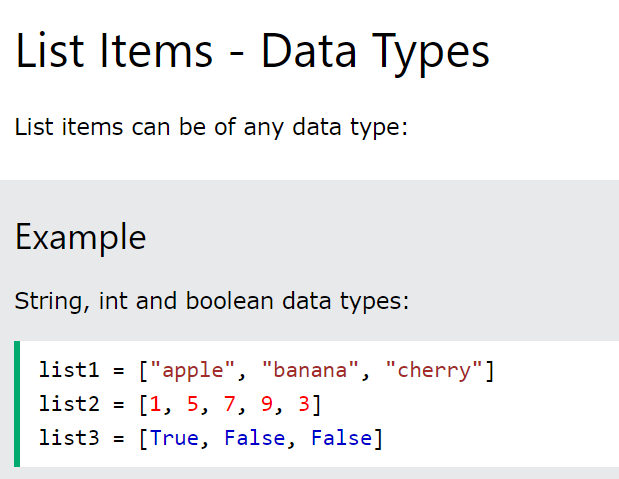 List Items - Data Types
List items can be of any data type:
Example
String, int and boolean data types:
list1 = ["apple", "banana", "cherry"]
list2 = [1, 5, 7, 9, 3]
list3 = [True, False, False]